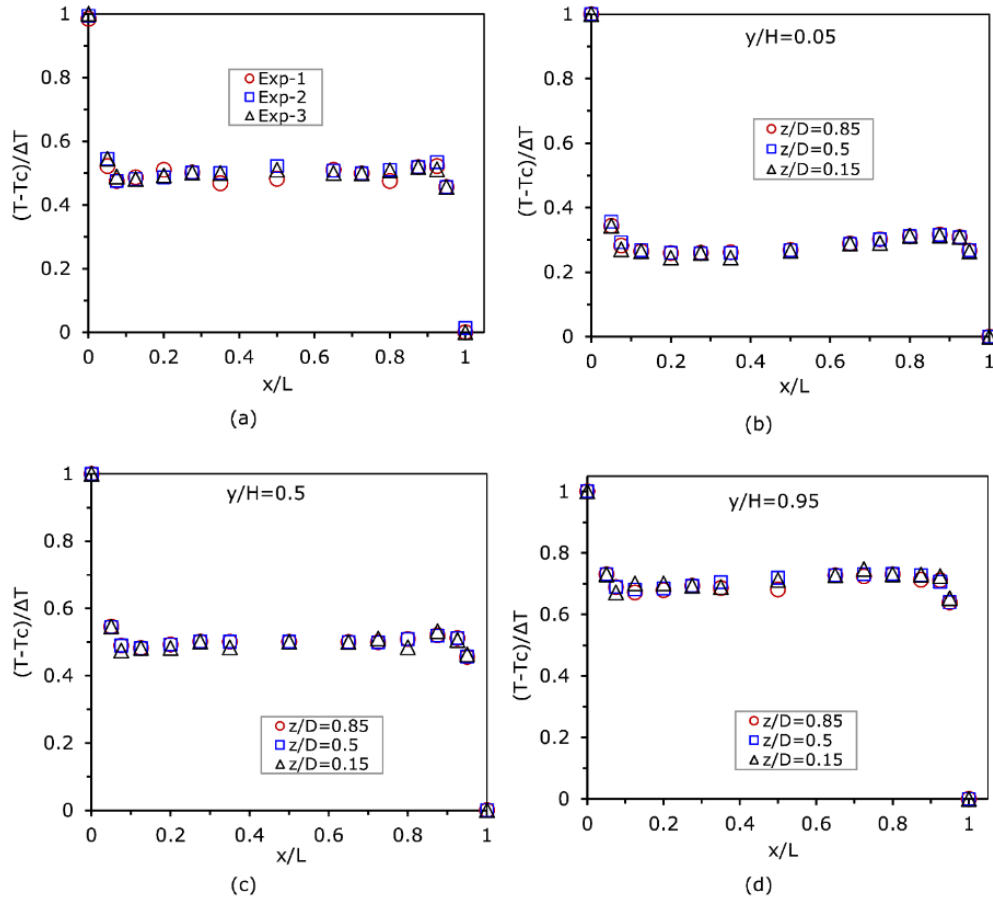 1
0.8
0.6
0.4
0.2
0
(T-Tc)/ΔT
Exp-1
Exp-2
Exp-3
0 0.2 0.4 0.6 0.8 1
x/L
(a)
1
0.8
0.6
0.4
0.2
0
(T-Tc)/ΔT
y/H=0.05
z/D=0.85
z/D=0.5
z/D=0.15
0 0.2 0.4 0.6 0.8 1
x/L
(b)
1
0.8
0.6
0.4
0.2
0
(T-Tc)/ΔT
y/H=0.5
z/D=0.85
z/D=0.5
z/D=0.15
0 0.2 0.4 0.6 0.8 1
x/L
(c)
1
0.8
0.6
0.4
0.2
0
(T-Tc)/ΔT
y/H=0.95
z/D=0.85
z/D=0.5
z/D=0.15
0 0.2 0.4 0.6 0.8 1
x/L
(d)